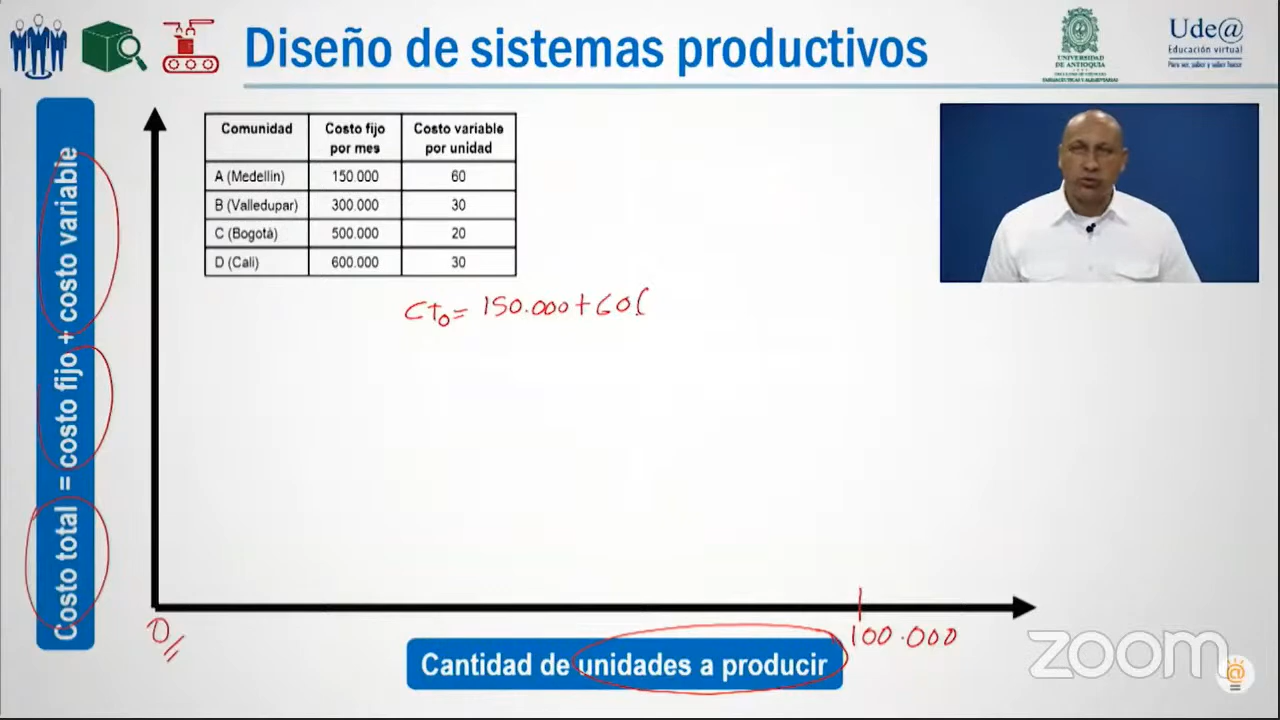 Diseño de sistemas productivos
UNIVERSIDAD
DE ANTIOQUIA
Ude@
Educación virtual
Para ser, saber y saber hacer
Costo total = costo fijo + costo variable
Comunidad Costo fijo por mes Costo variable por unidad
A (Medellín) 150.000 60
B (Valledupar) 300.000 30
C (Bogotá) 500.000 20
D (Cali) 600.000 30
CT0 = 150.000 + 60(
0
100.000
Cantidad de unidades a producir
zoom